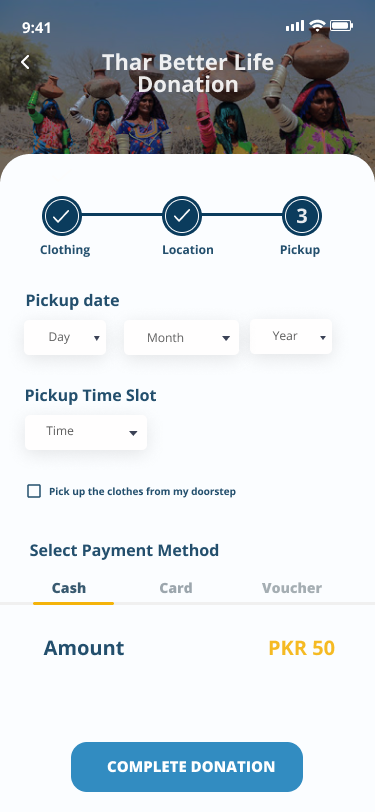 9:41
Thar Better Life
Donation
3
Clothing Location Pickup
Pickup date
Day Month Year
Pickup Time Slot
Time
Pick up the clothes from my doorstep
Select Payment Method
Cash Card Voucher
Amount PKR 50
COMPLETE DONATION